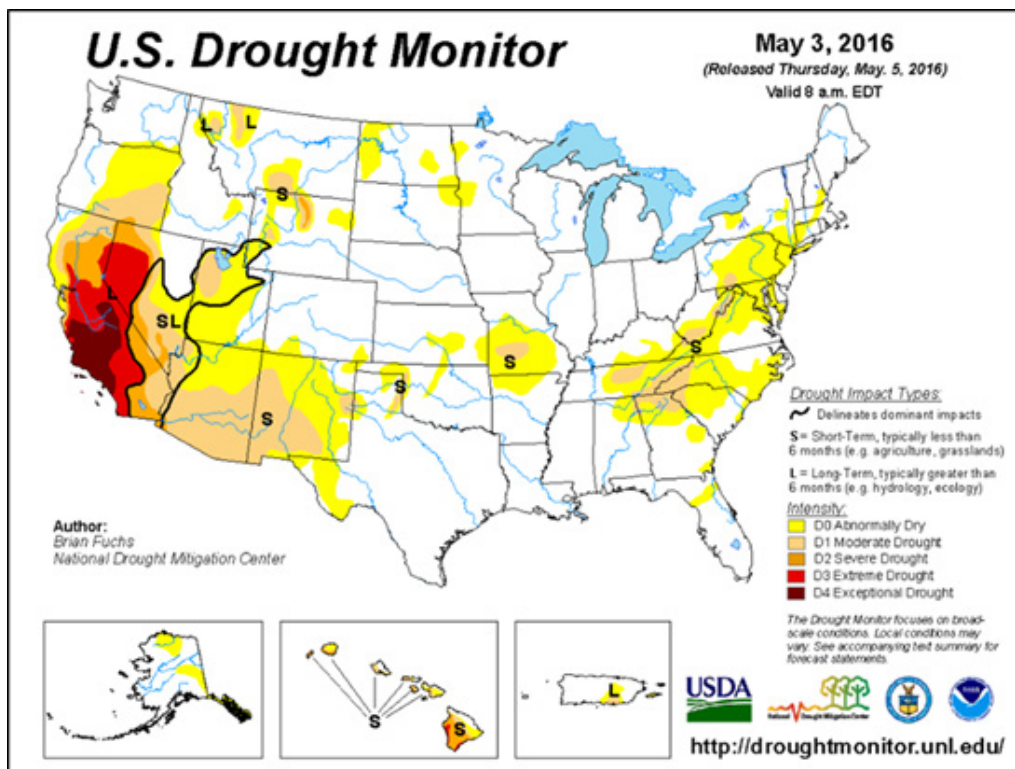 U.S. Drought Monitor
May 3, 2016
(Released Thursday, May. 5, 2016)
Valid 8 a.m. EDT
L
L
S
L
SL
S
S
S
S
Drought Impact Types:
Delineates dominant impacts
S = Short-Term, typically less than
6 months (e.g. agriculture, grasslands)
L = Long-Term, typically greater than
6 months (e.g. hydrology, ecology)
Intensity:
D0 Abnormally Dry
D1 Moderate Drought
D2 Severe Drought
D3 Extreme Drought
D4 Exceptional Drought
Author:
Brian Fuchs
National Drought Mitigation Center
The Drought Monitor focuses on broad-
scale conditions. Local conditions may
vary. See accompanying text summary for
forecast statements.
S
S
L
USDA
National Drought Mitigation Center
http://droughtmonitor.unl.edu/